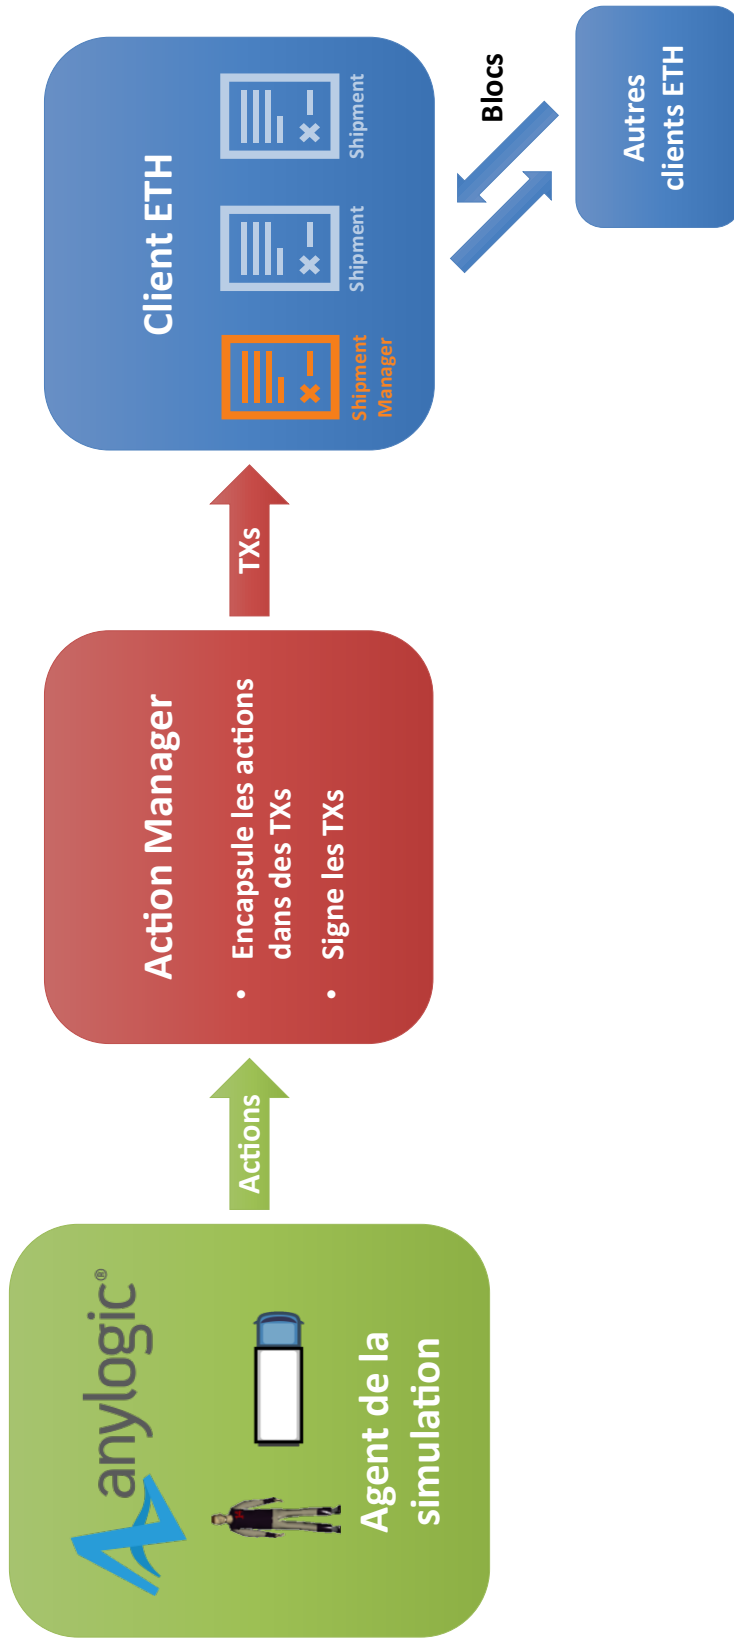 anylogic®
Agent de la
simulation
Actions
Action Manager
• Encapsule les actions
dans des TXs
• Signe les TXs
TXs
Client ETH
Shipment
Manager
Shipment
Shipment
Blocs
Autres
clients ETH